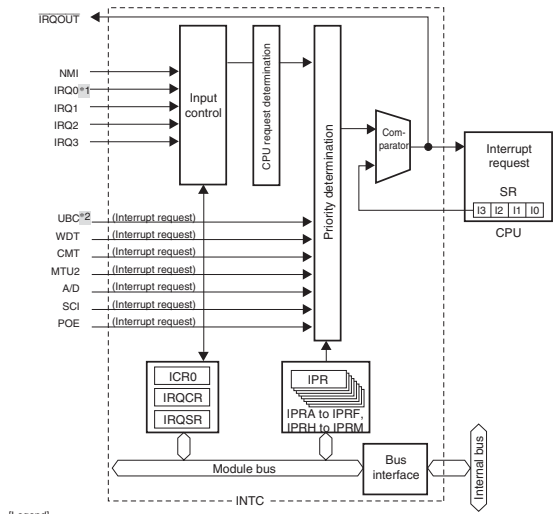 IRQOUT
NMI
IRQ0*1
IRQ1
IRQ2
IRQ3
Input
control
CPU request determination
Priority determination
Com-
parator
Interrupt
request
SR
I3 I2 I1 I0
CPU
UBC*2 (Interrupt request)
WDT (Interrupt request)
CMT (Interrupt request)
MTU2 (Interrupt request)
A/D (Interrupt request)
SCI (Interrupt request)
POE (Interrupt request)
ICR0
IRQCR
IRQSR
IPR
IPRA to IPRF,
IPRH to IPRM
Module bus
Bus
interface
Internal bus
INTC
[Legend]